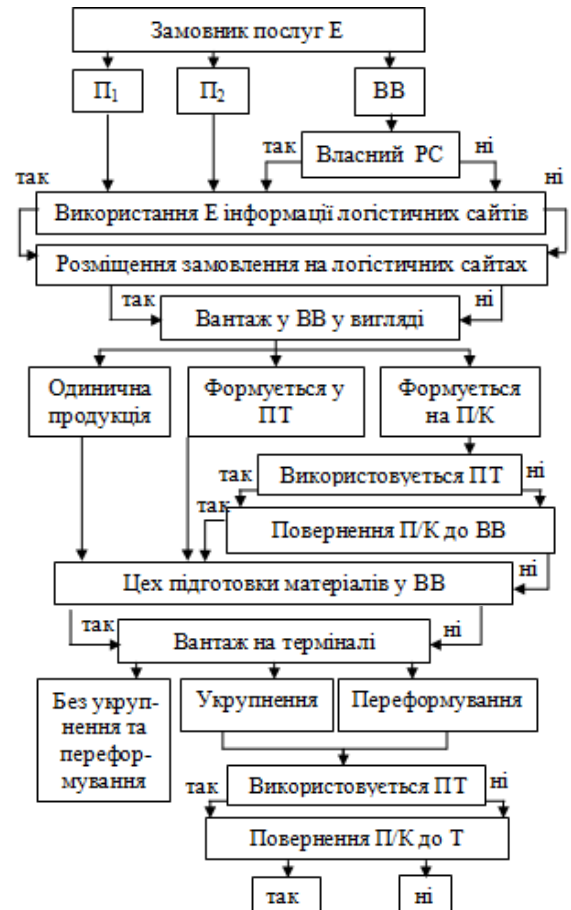 Замовник послуг Е
П₁
П₂
ВВ
так
Власний РС
ні
так
ні
Використання Е інформації логістичних сайтів
Розміщення замовлення на логістичних сайтах
так
ні
Вантаж у ВВ у вигляді
Одинична
продукція
Формується у
ПТ
Формується
на П/К
так
Використовується ПТ
ні
так
Повернення П/К до ВВ
Цех підготовки матеріалів у ВВ
ні
так
Вантаж на терміналі
ні
Без укруп-
нення та
перефор-
мування
Укрупнення
Переформування
так
Використовується ПТ
ні
Повернення П/К до Т
так
ні